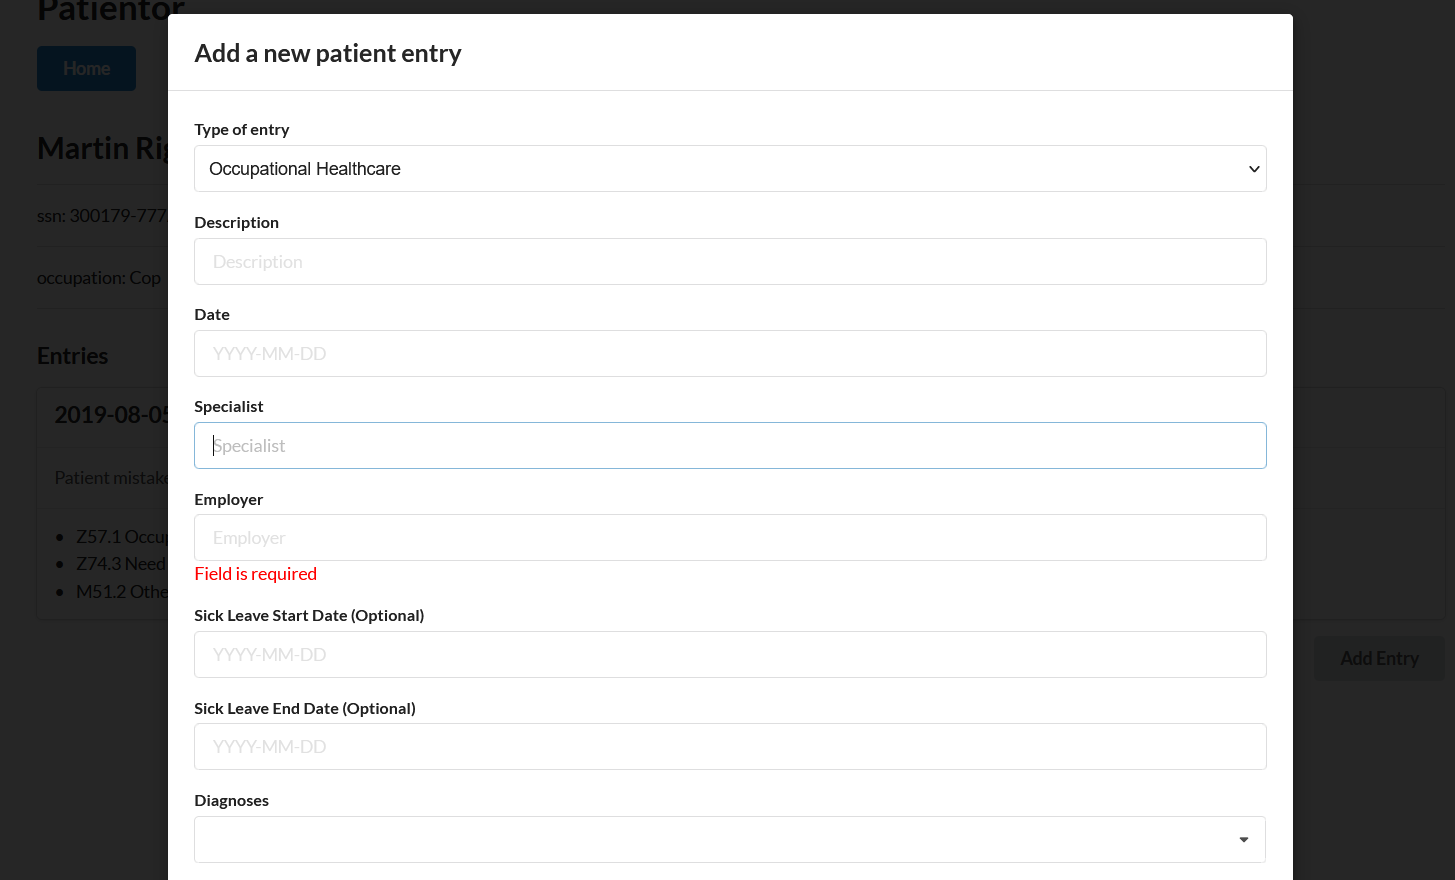 Patientor
Home
Martin Rig
ssn: 300179-777
occupation: Cop
Entries
2019-08-05
Patient mistake
Z57.1 Occup
Z74.3 Need
M51.2 Othe
Add Entry
Add a new patient entry
Type of entry
Occupational Healthcare
Description
Description
Date
YYYY-MM-DD
Specialist
Specialist
Employer
Employer
Field is required
Sick Leave Start Date (Optional)
YYYY-MM-DD
Sick Leave End Date (Optional)
YYYY-MM-DD
Diagnoses